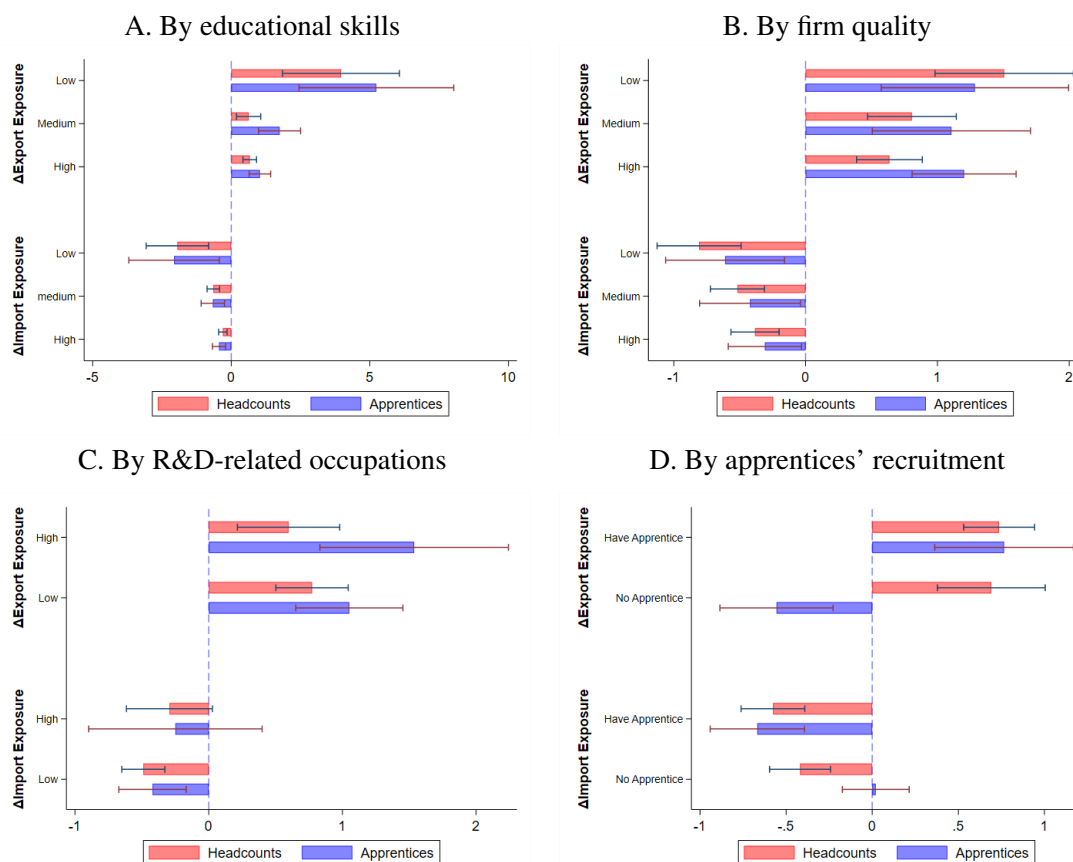 A. By educational skills
ΔExport Exposure
Low
Medium
High
ΔImport Exposure
Low
medium
High
-5 0 5 10
Headcounts Apprentices
B. By firm quality
ΔExport Exposure
Low
Medium
High
ΔImport Exposure
Low
Medium
High
-1 0 1 2
Headcounts Apprentices
C. By R&D-related occupations
ΔExport Exposure
High
Low
ΔImport Exposure
High
Low
-1 0 1 2
Headcounts Apprentices
D. By apprentices’ recruitment
ΔExport Exposure
Have Apprentice
No Apprentice
ΔImport Exposure
Have Apprentice
No Apprentice
-1 -.5 0 .5 1
Headcounts Apprentices